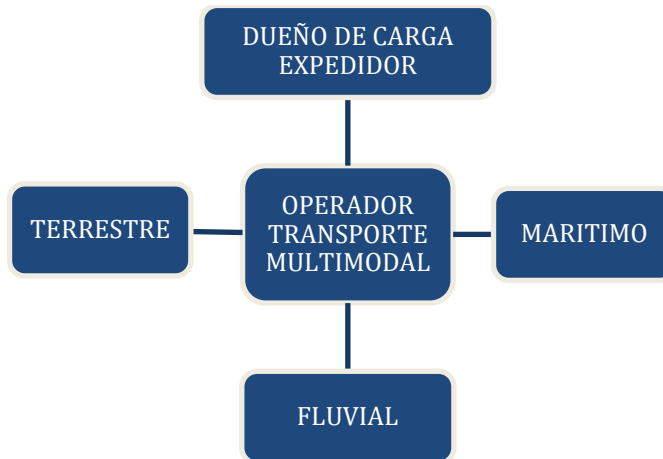 DUEÑO DE CARGA
EXPEDIDOR
TERRESTRE
OPERADOR
TRANSPORTE
MULTIMODAL
MARITIMO
FLUVIAL